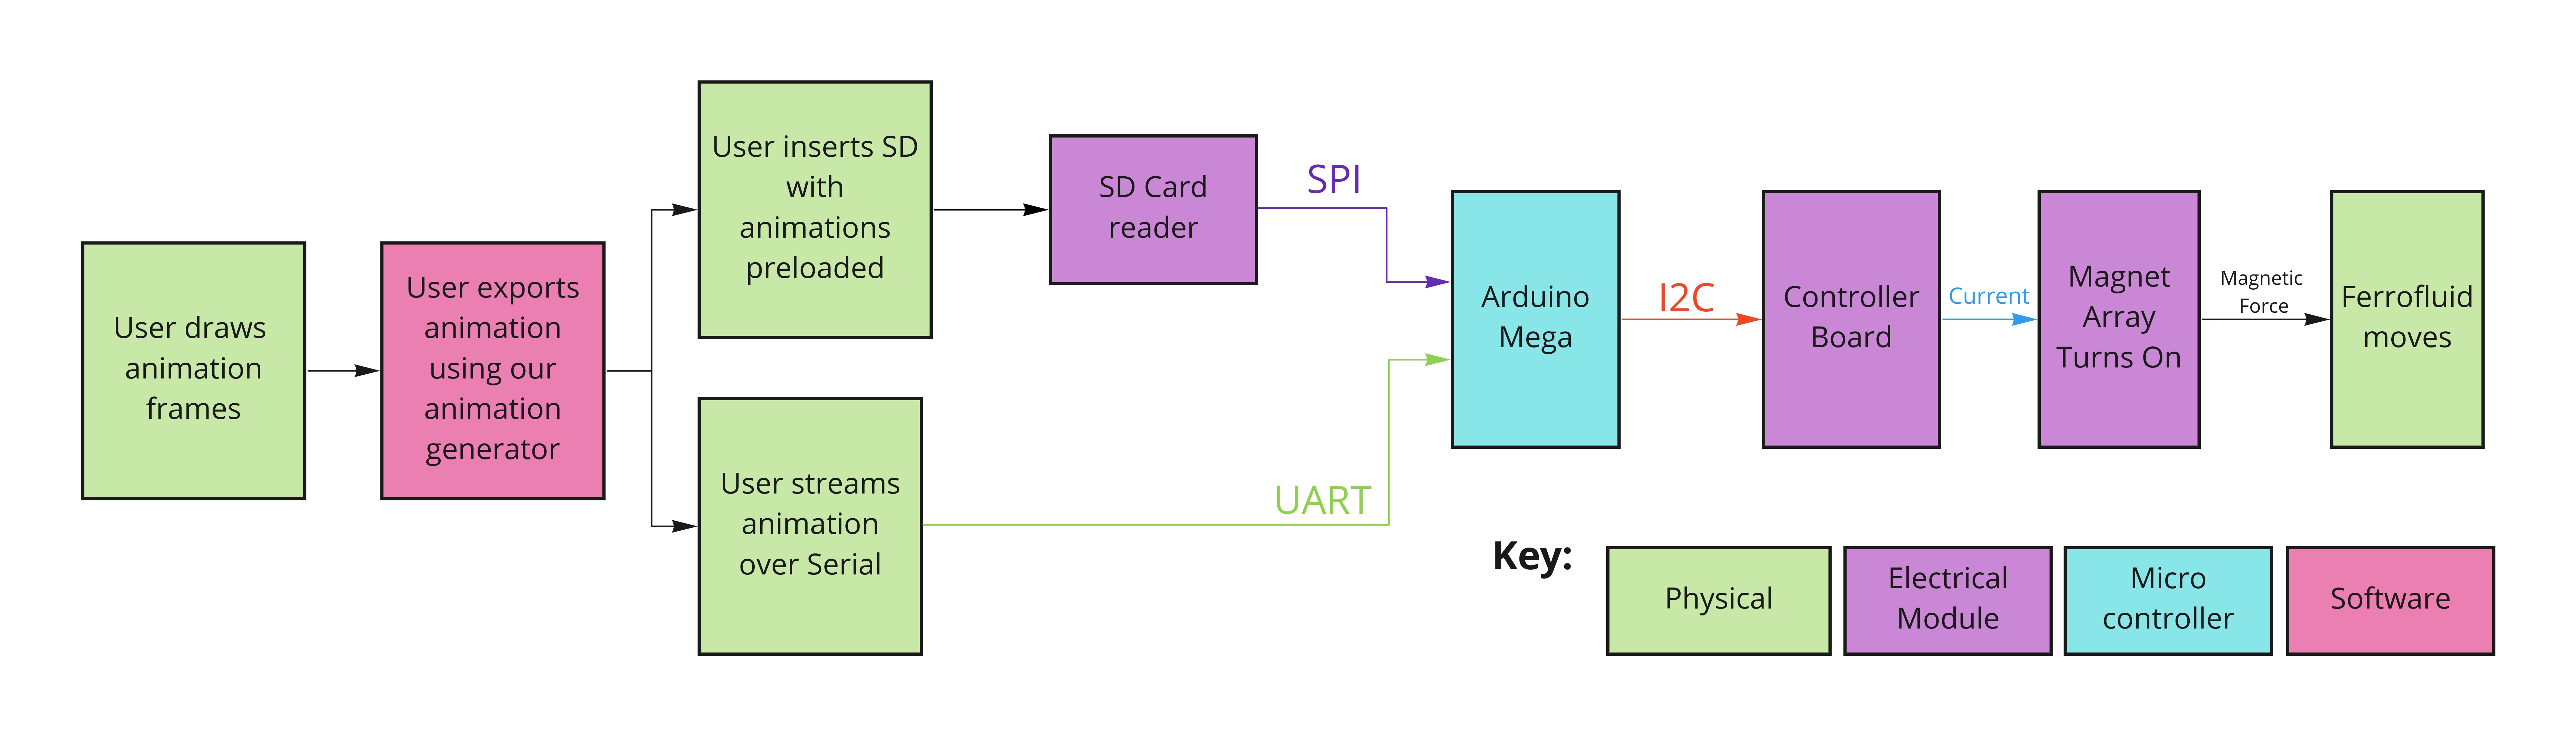 User draws
animation
frames
User exports
animation
using our
animation
generator
User inserts SD
with
animations
preloaded
User streams
animation
over Serial
SD Card
reader
SPI
UART
Arduino
Mega
I2C
Controller
Board
Current
Magnet
Array
Turns On
Magnetic
Force
Ferrofluid
moves
Key:
Physical
Electrical
Module
Micro
controller
Software